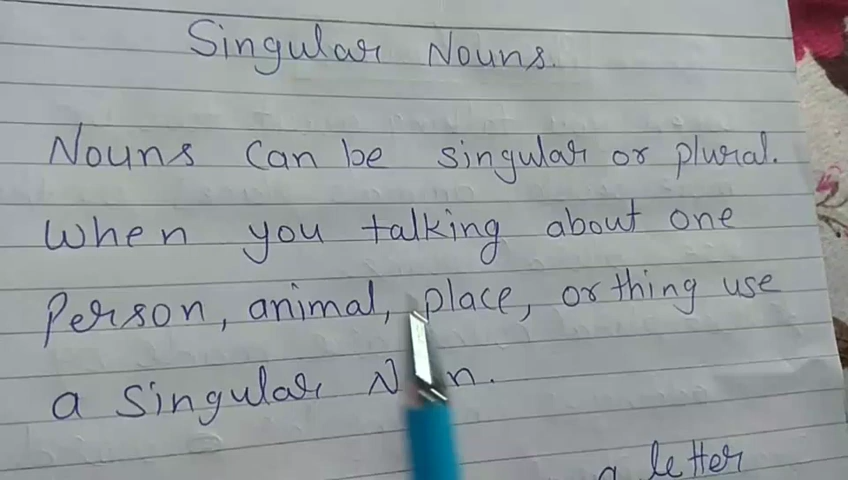 Singular Nouns.
Nouns can be singular or plural.
When you talking about one
Person, animal, place, or thing use
a singular N n.
a letter